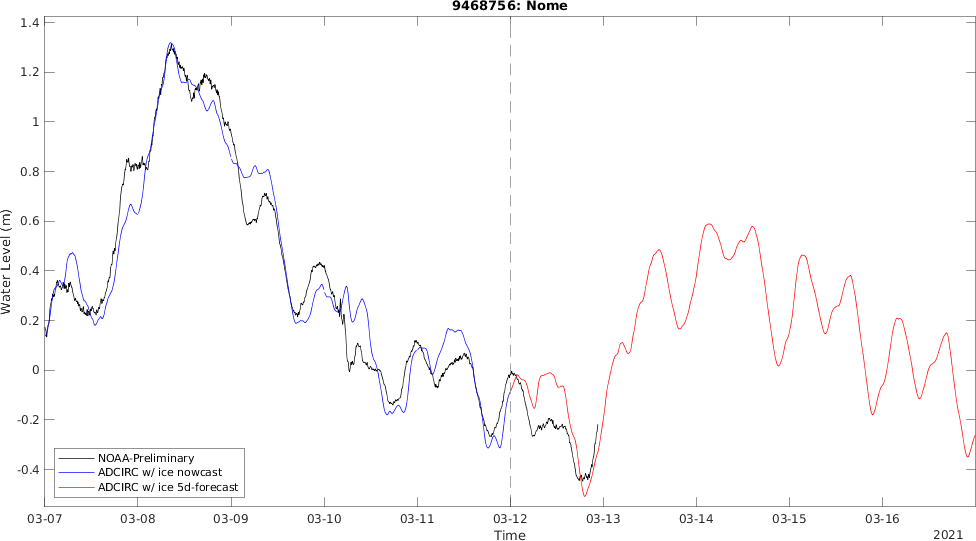 9468756: Nome
1.4
1.2
1
0.8
0.6
0.4
0.2
0
-0.2
-0.4
Water Level (m)
NOAA-Preliminary
ADCIRC w/ ice nowcast
ADCIRC w/ ice 5d-forecast
03-07 03-08 03-09 03-10 03-11 03-12 03-13 03-14 03-15 03-16
Time
2021